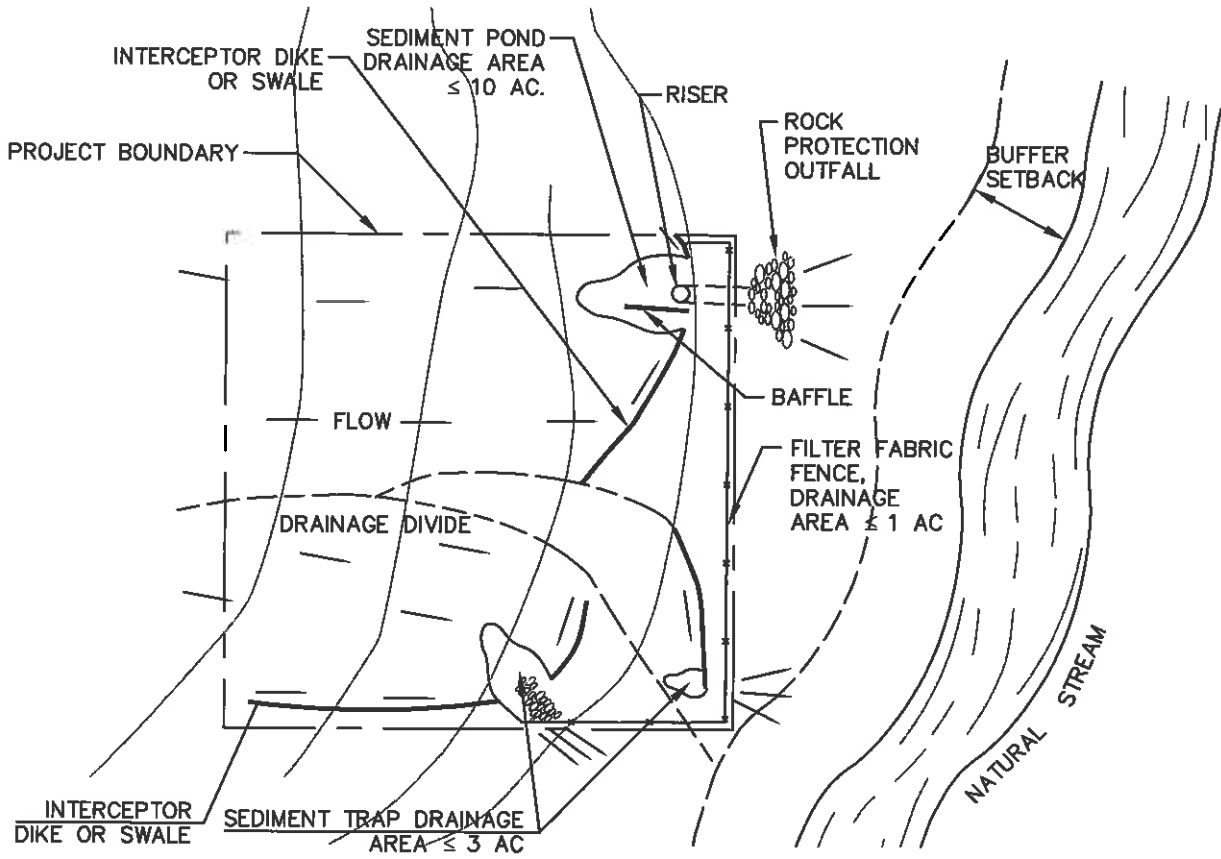 SEDIMENT POND
DRAINAGE AREA
≤ 10 AC.
INTERCEPTOR DIKE
OR SWALE
RISER
PROJECT BOUNDARY
ROCK
PROTECTION
OUTFALL
BUFFER
SETBACK
BAFFLE
FLOW
FILTER FABRIC
FENCE,
DRAINAGE
AREA ≤ 1 AC
DRAINAGE DIVIDE
NATURAL STREAM
INTERCEPTOR
DIKE OR SWALE
SEDIMENT TRAP DRAINAGE
AREA ≤ 3 AC